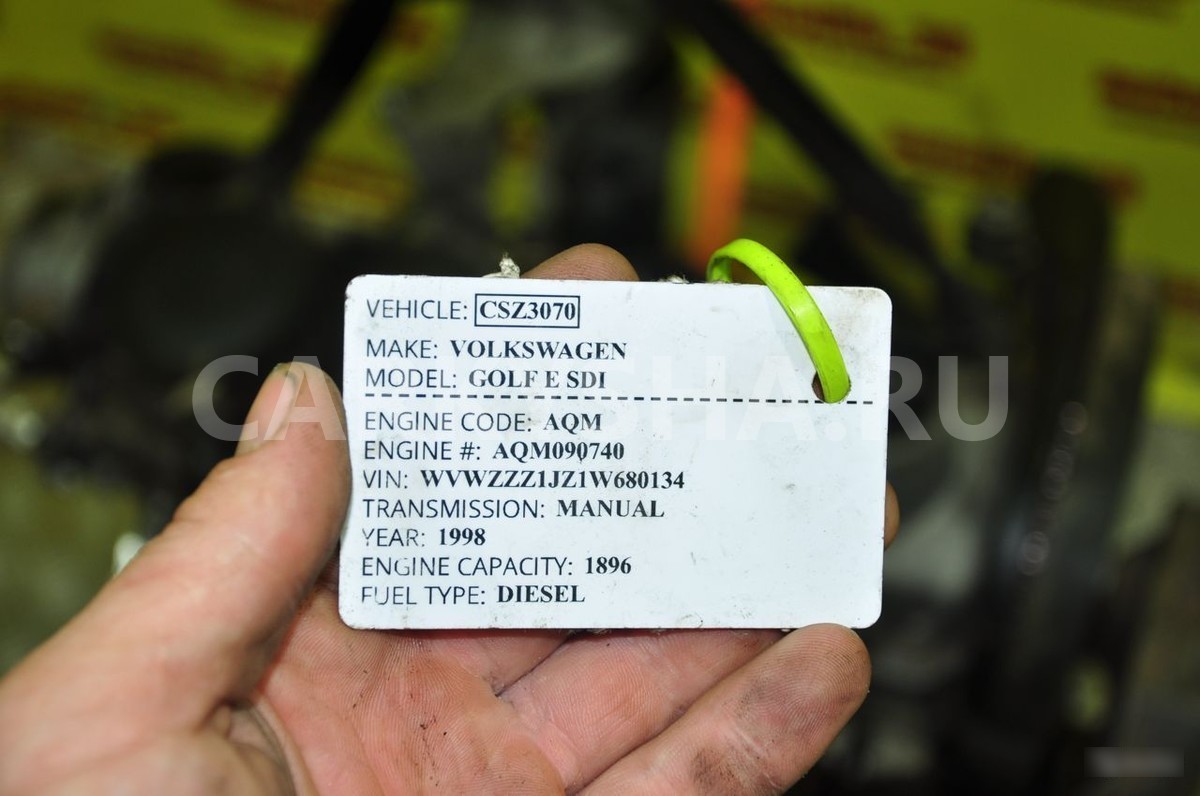 VEHICLE: CSZ3070
MAKE: VOLKSWAGEN
MODEL: GOLF E SDI
ENGINE CODE: AQM
ENGINE #: AQM090740
VIN: WVWZZZ1JZ1W680134
TRANSMISSION: MANUAL
YEAR: 1998
ENGINE CAPACITY: 1896
FUEL TYPE: DIESEL